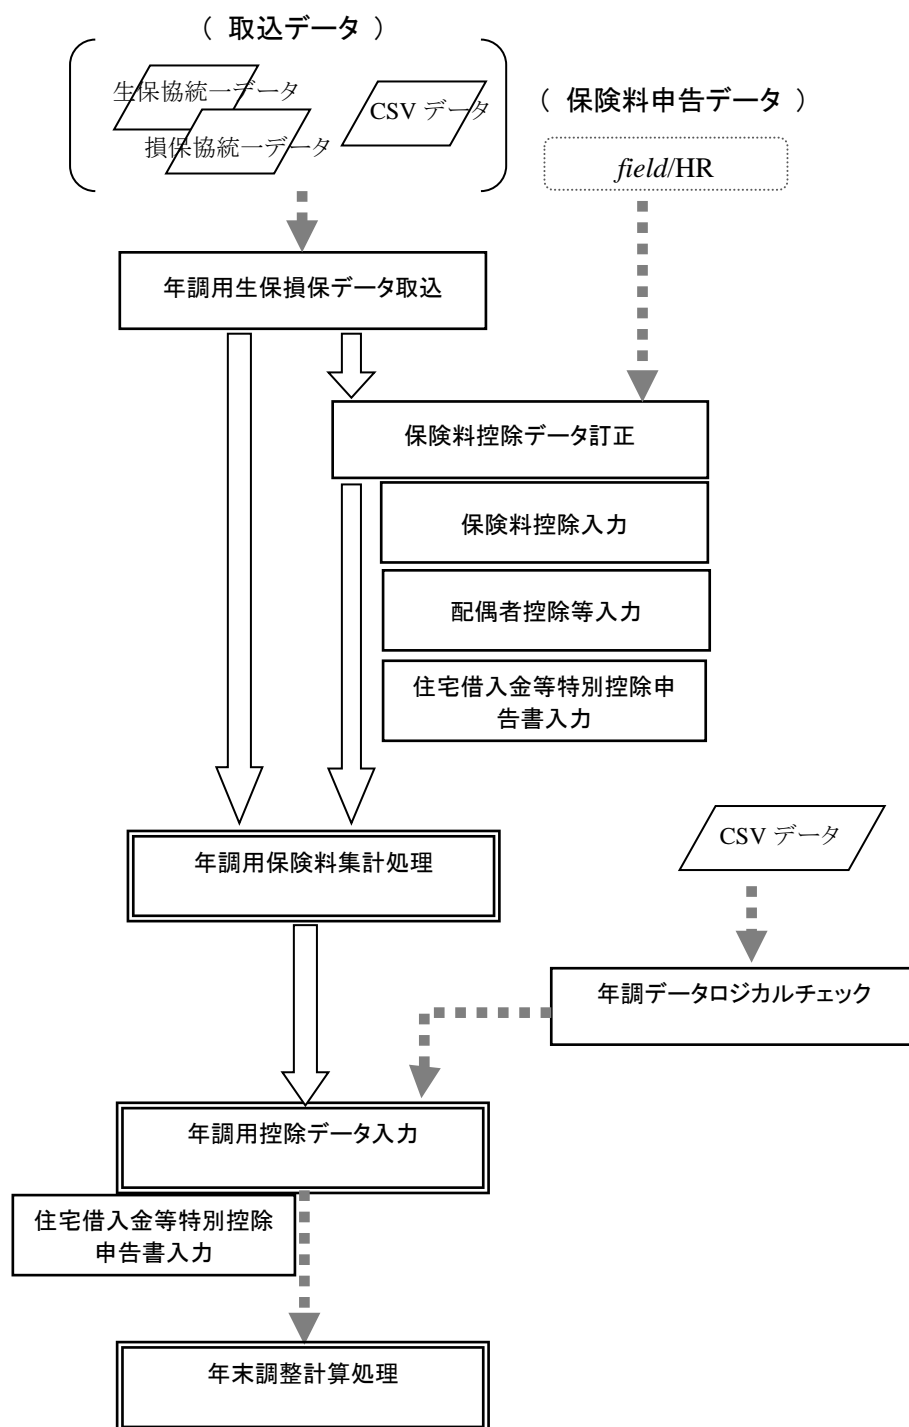 （ 取込データ ）
生保協統一データ
損保協統一データ
CSV データ
（ 保険料申告データ ）
field/HR
年調用生保損保データ取込
保険料控除データ訂正
保険料控除入力
配偶者控除等入力
住宅借入金等特別控除申
告書入力
年調用保険料集計処理
CSV データ
年調データロジカルチェック
年調用控除データ入力
住宅借入金等特別控除
申告書入力
年末調整計算処理